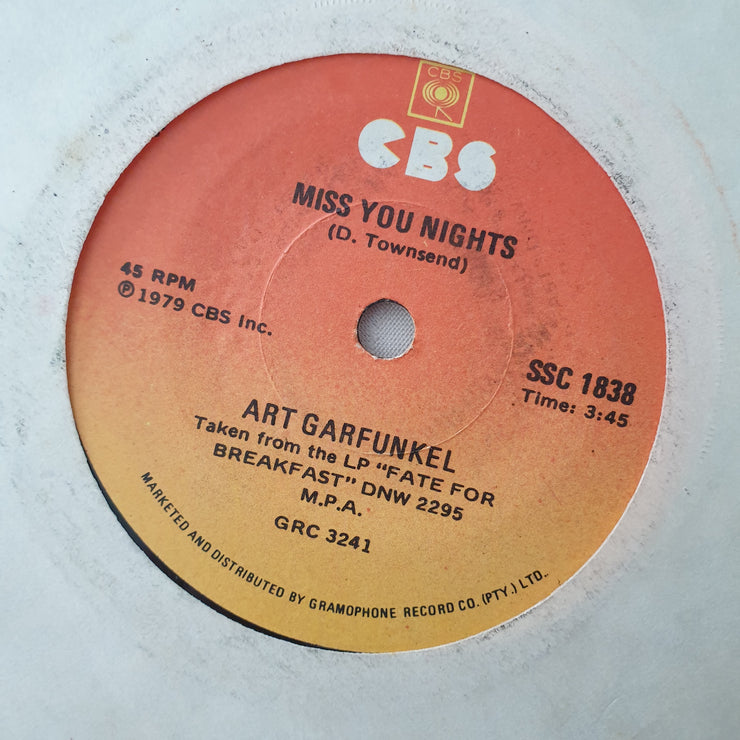 CBS
CBS
MISS YOU NIGHTS
(D. Townsend)
45 RPM
Ⓟ 1979 CBS Inc.
SSC 1838
Time: 3:45
ART GARFUNKEL
Taken from the LP "FATE FOR
BREAKFAST" DNW 2295
M.P.A.
GRC 3241
MARKETED AND DISTRIBUTED BY GRAMOPHONE RECORD CO. (PTY.) LTD.